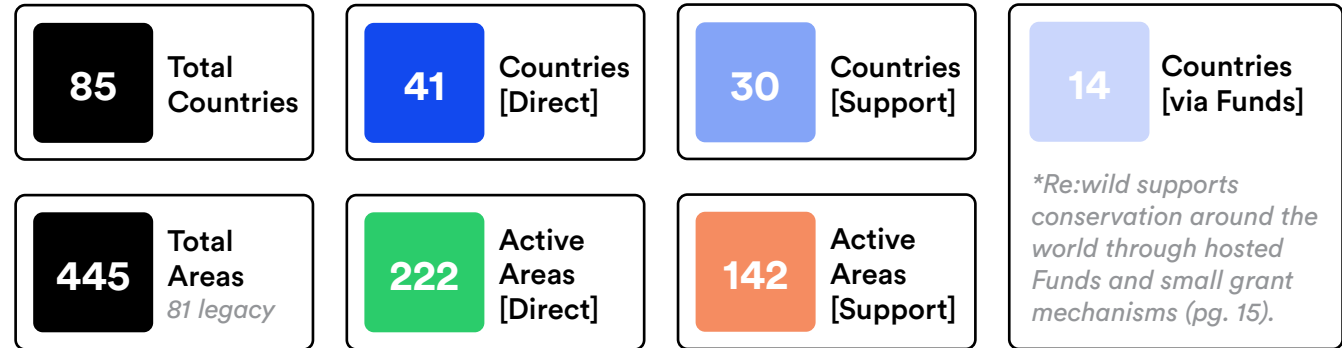 85
Total
Countries
41
Countries
[Direct]
30
Countries
[Support]
14
Countries
[via Funds]
*Re:wild supports
conservation around the
world through hosted
Funds and small grant
mechanisms (pg. 15).
445
Total
Areas
81 legacy
222
Active
Areas
[Direct]
142
Active
Areas
[Support]